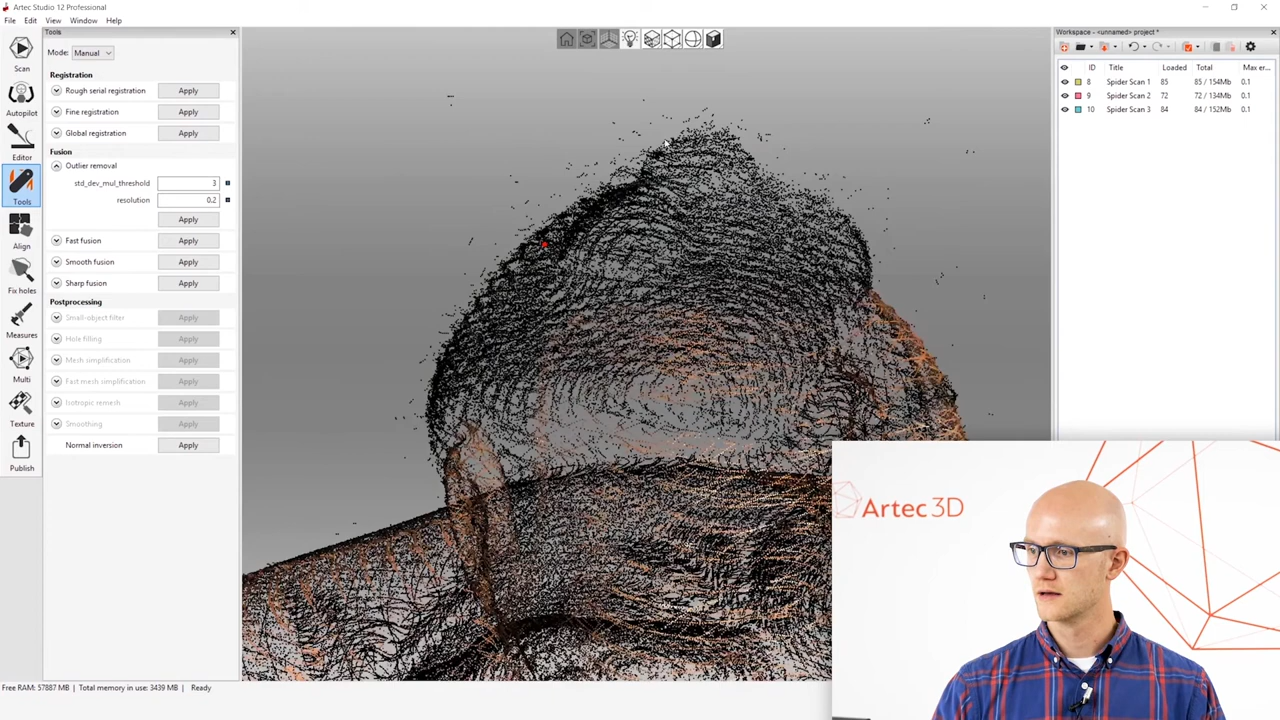 Artec Studio 12 Professional
File Edit View Window Help
Tools
Workspace - <unnamed> project *
Mode: Manual
Scan
Autopilot
Editor
Tools
Align
Fix holes
Measures
Multi
Texture
Publish
Registration
Rough serial registration Apply
Fine registration Apply
Global registration Apply
Fusion
Outlier removal
std_dev_mul_threshold 3
resolution 0.2
Apply
Fast fusion Apply
Smooth fusion Apply
Sharp fusion Apply
Postprocessing
Small-object filter Apply
Hole filling Apply
Mesh simplification Apply
Fast mesh simplification Apply
Isotropic remesh Apply
Smoothing Apply
Normal inversion Apply
ID Title Loaded Total Max er...
8 Spider Scan 1 85 85 / 154Mb 0.1
9 Spider Scan 2 72 72 / 134Mb 0.1
10 Spider Scan 3 84 84 / 152Mb 0.1
Artec 3D
Free RAM: 57887 MB | Total memory in use: 3439 MB | Ready